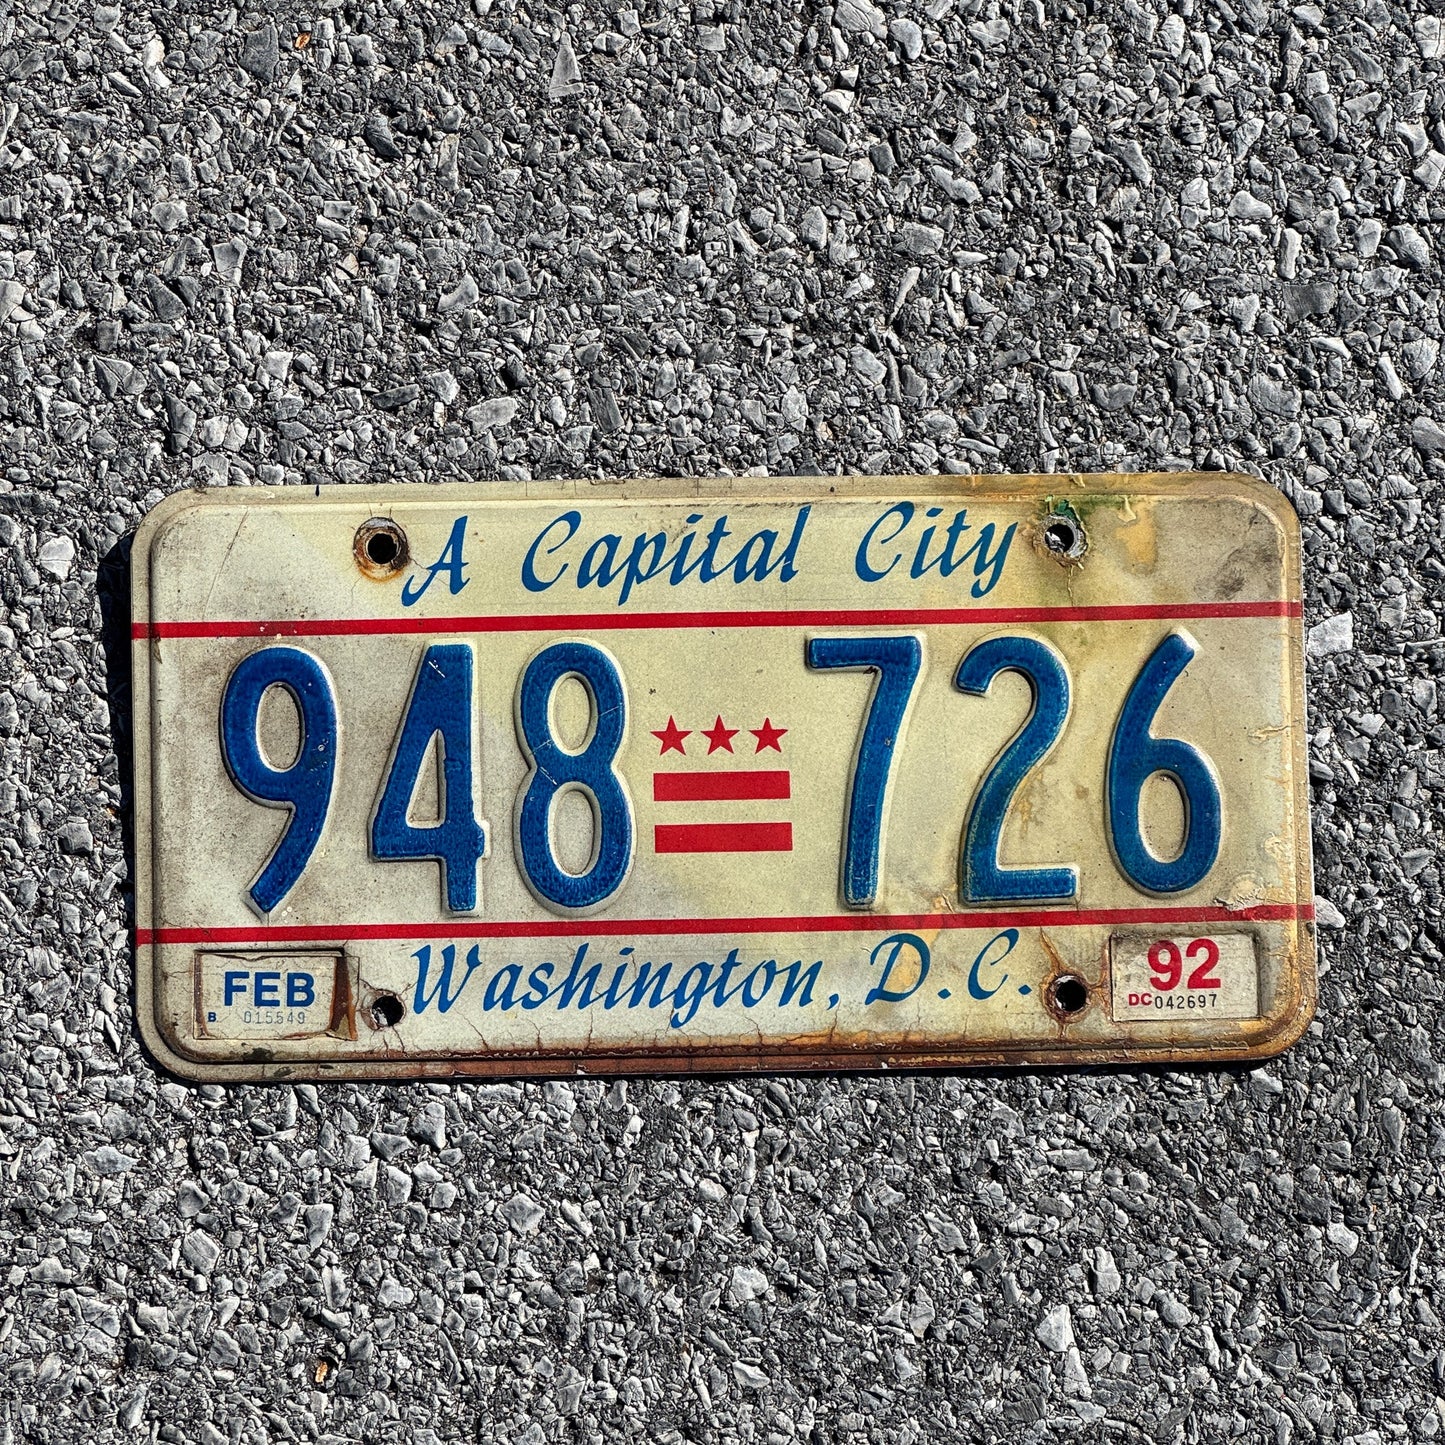 A Capital City
948 726
FEB
B 015549
Washington, D.C.
92
DC042697